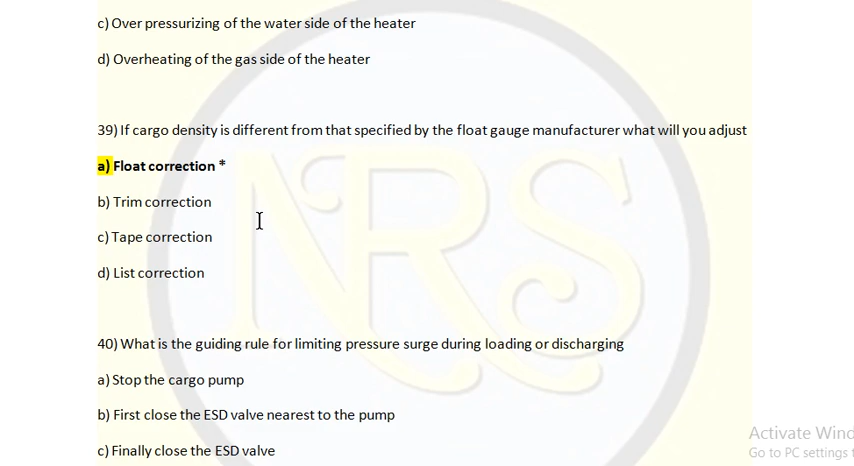 c) Over pressurizing of the water side of the heater
d) Overheating of the gas side of the heater
39) If cargo density is different from that specified by the float gauge manufacturer what will you adjust
a) Float correction *
b) Trim correction
c) Tape correction
d) List correction
40) What is the guiding rule for limiting pressure surge during loading or discharging
a) Stop the cargo pump
b) First close the ESD valve nearest to the pump
c) Finally close the ESD valve
NRS
Activate Wind
Go to PC settings t